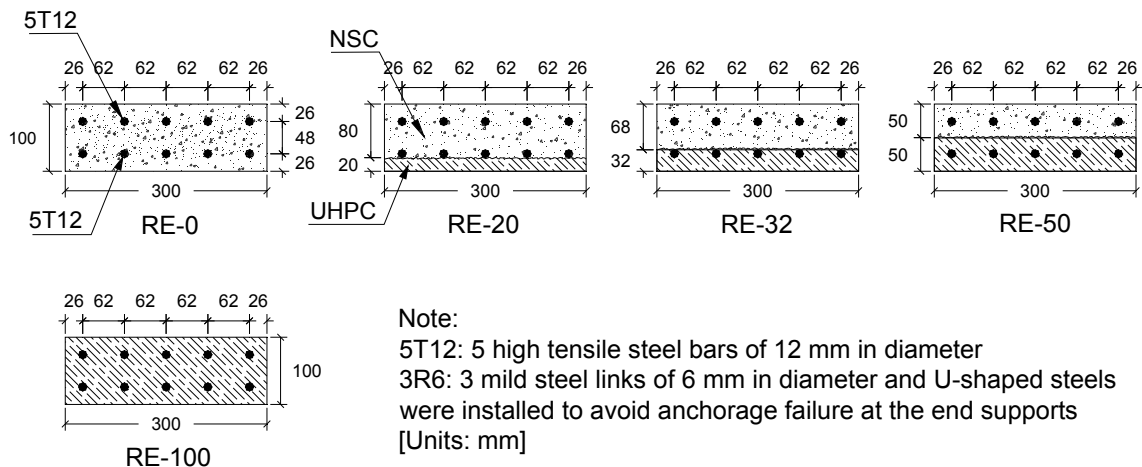 5T12
26 62 62 62 62 26
100
26
48
26
300
5T12
RE-0
NSC
26 62 62 62 62 26
80
20
300
UHPC
RE-20
26 62 62 62 62 26
68
32
300
RE-32
26 62 62 62 62 26
50
50
300
RE-50
26 62 62 62 62 26
100
300
RE-100
Note:
5T12: 5 high tensile steel bars of 12 mm in diameter
3R6: 3 mild steel links of 6 mm in diameter and U-shaped steels
were installed to avoid anchorage failure at the end supports
[Units: mm]